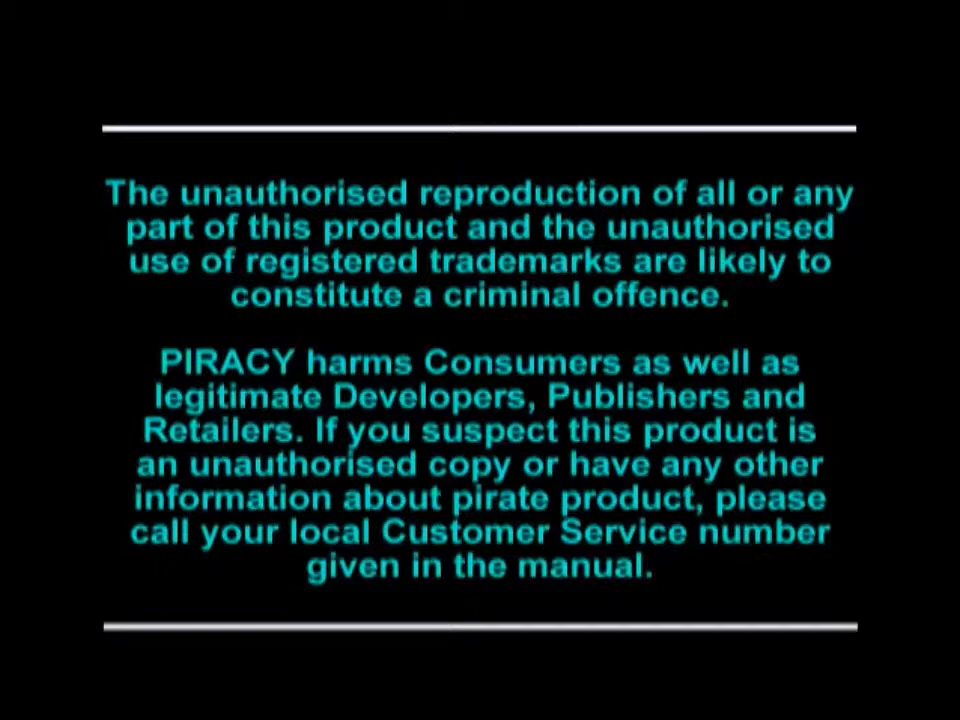 The unauthorised reproduction of all or any
part of this product and the unauthorised
use of registered trademarks are likely to
constitute a criminal offence.
PIRACY harms Consumers as well as
legitimate Developers, Publishers and
Retailers. If you suspect this product is
an unauthorised copy or have any other
information about pirate product, please
call your local Customer Service number
given in the manual.